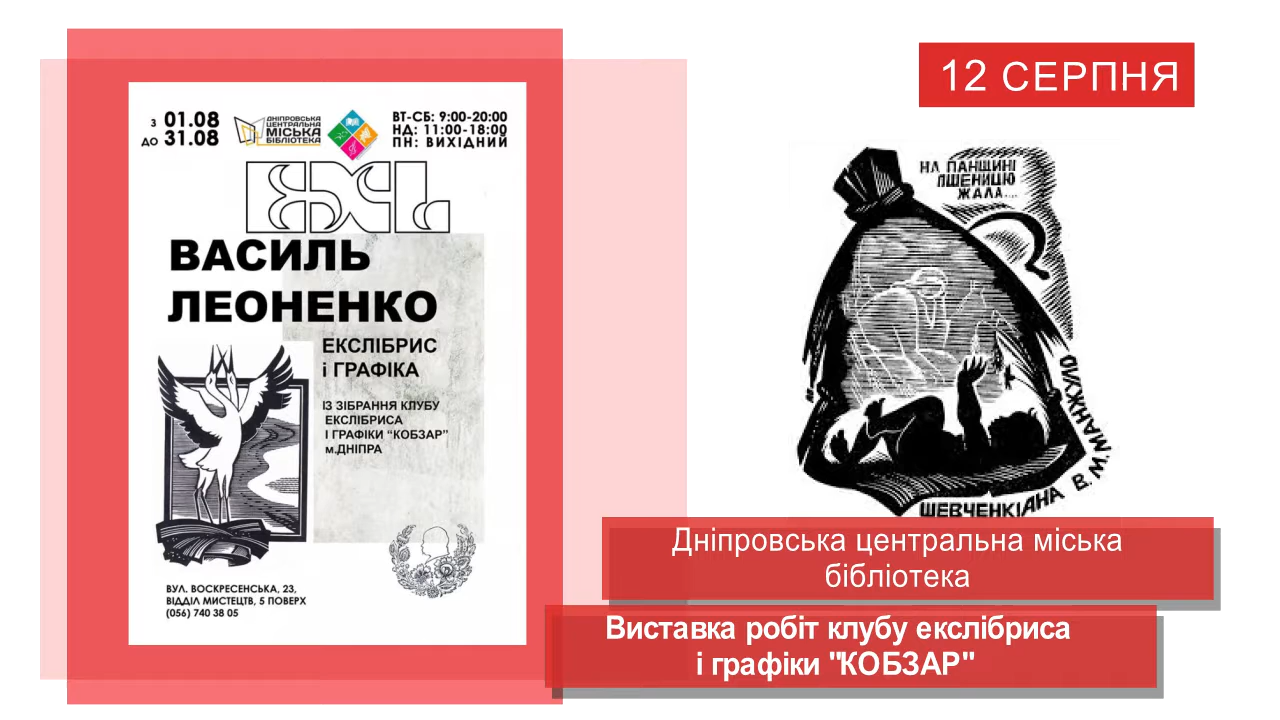 12 СЕРПНЯ
З 01.08
ДО 31.08
ДНІПРОВСЬКА
ЦЕНТРАЛЬНА
МІСЬКА
БІБЛІОТЕКА
ВТ-СБ: 9:00-20:00
НД: 11:00-18:00
ПН: ВИХІДНИЙ
EXL
ВАСИЛЬ
ЛЕОНЕНКО
ЕКСЛІБРИС
і ГРАФІКА
ІЗ ЗІБРАННЯ КЛУБУ
ЕКСЛІБРИСА
І ГРАФІКИ "КОБЗАР"
м.ДНІПРА
ВУЛ. ВОСКРЕСЕНСЬКА, 23,
ВІДДІЛ МИСТЕЦТВ, 5 ПОВЕРХ
(056) 740 38 05
НА ПАНЩИНІ
ПШЕНИЦЮ
ЖАЛА....
ШЕВЧЕНКІАНА В.М.МАНЖУЛО
Дніпровська центральна міська
бібліотека
Виставка робіт клубу екслібриса
і графіки "КОБЗАР"